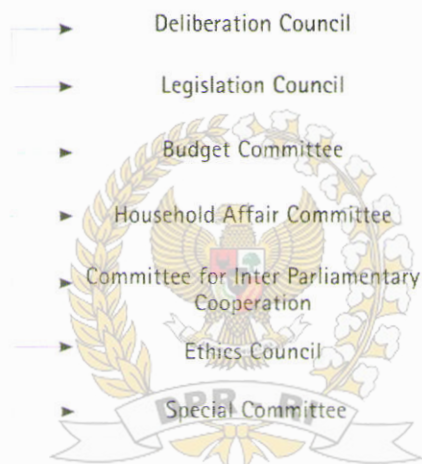 Deliberation Council
Legislation Council
Budget Committee
Household Affair Committee
Committee for Inter Parliamentary
Cooperation
Ethics Council
Special Committee
DPR - RI